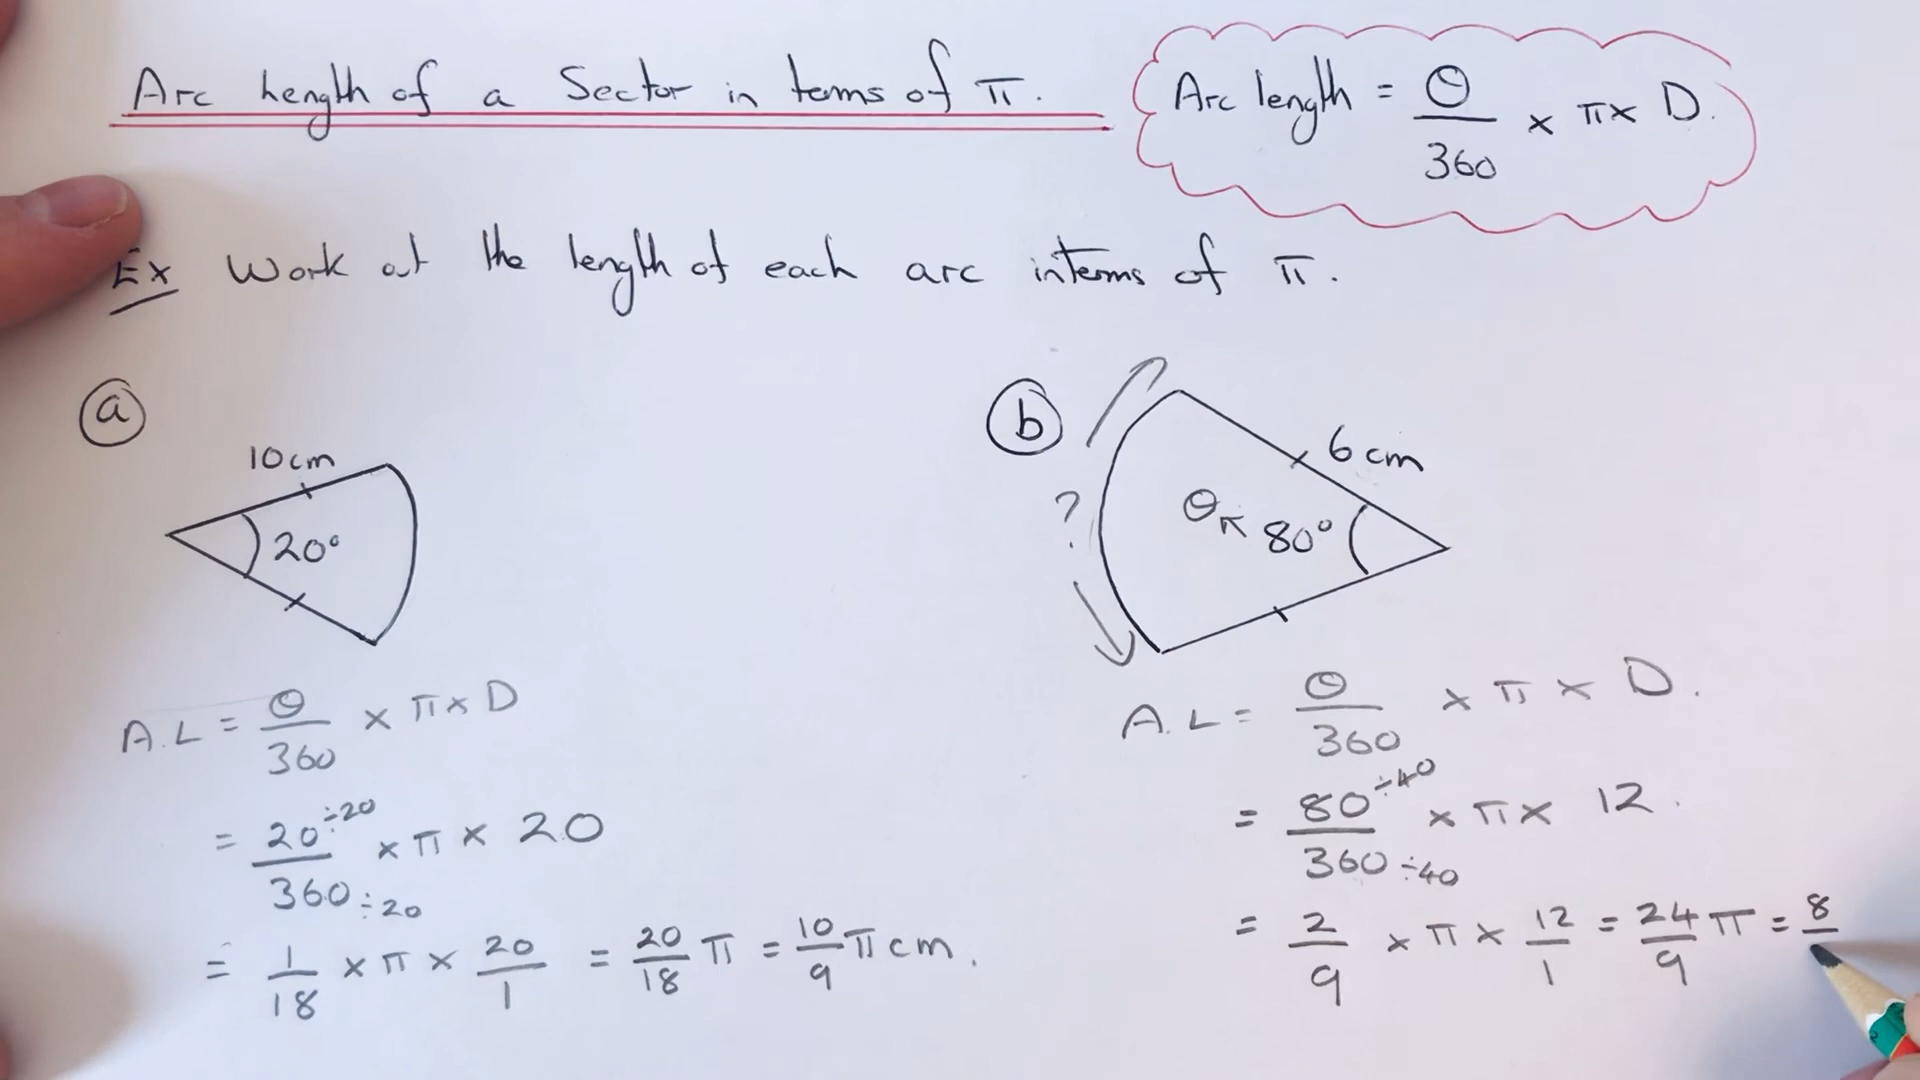 Arc Length of a Sector in terms of π.
Arc length = θ/360 × π × D.
Ex Work out the length of each arc in terms of π.
a
10cm
20°
A.L = θ/360 × π × D
= 20÷20/360÷20 × π × 20
= 1/18 × π × 20/1 = 20/18 π = 10/9 π cm.
b
6cm
?
θ 80°
A.L = θ/360 × π × D.
= 80÷40/360÷40 × π × 12.
= 2/9 × π × 12/1 = 24/9 π = 8/